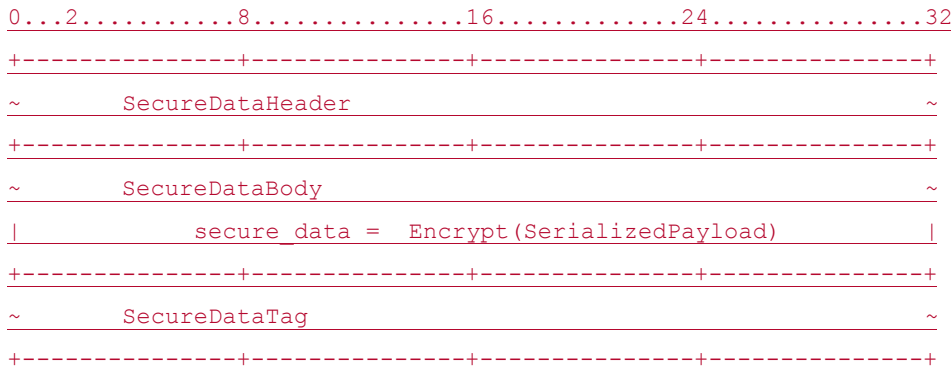 0...2...........8...............16.............24...............32
+---------------+---------------+---------------+---------------+
~       SecureDataHeader                                        ~
+---------------+---------------+---------------+---------------+
~       SecureDataBody                                          ~
|            secure_data =  Encrypt(SerializedPayload)          |
+---------------+---------------+---------------+---------------+
~       SecureDataTag                                           ~
+---------------+---------------+---------------+---------------+